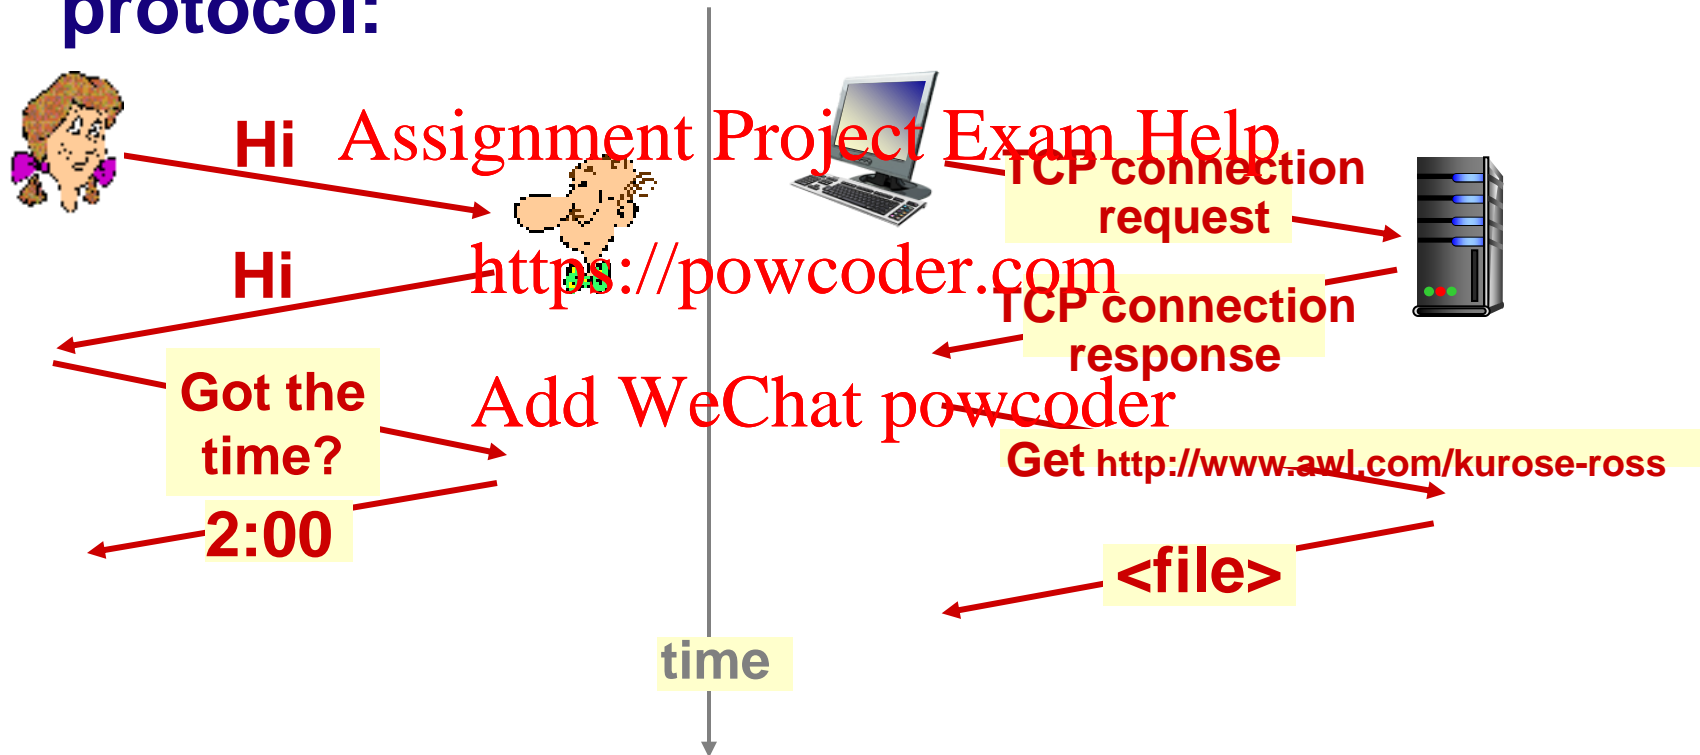 protocol:
Hi
Assignment Project Exam Help
TCP connection
request
Hi
https://powcoder.com
TCP connection
response
Got the
time?
Add WeChat powcoder
Get http://www.awl.com/kurose-ross
2:00
<file>
time